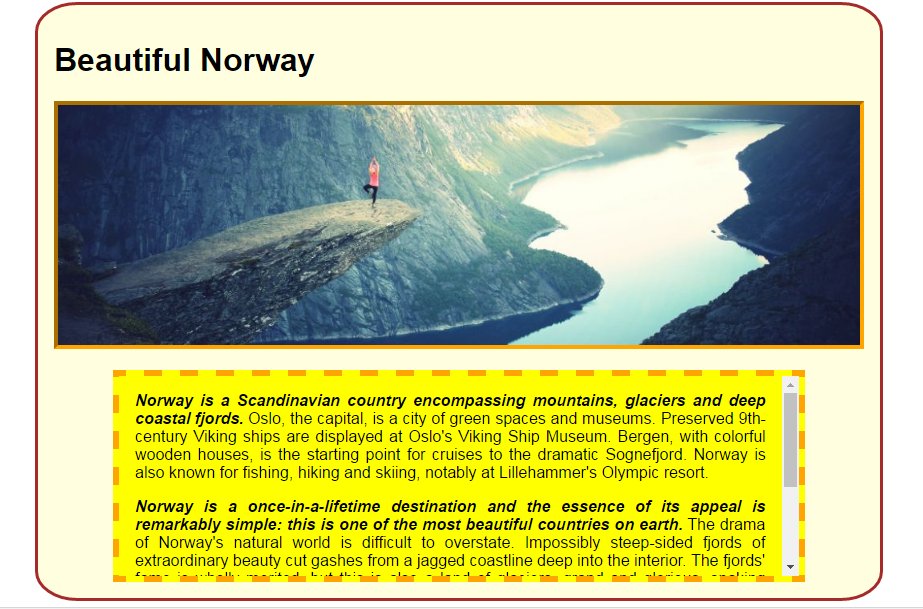 Beautiful Norway
Norway is a Scandinavian country encompassing mountains, glaciers and deep
coastal fjords. Oslo, the capital, is a city of green spaces and museums. Preserved 9th-
century Viking ships are displayed at Oslo's Viking Ship Museum. Bergen, with colorful
wooden houses, is the starting point for cruises to the dramatic Sognefjord. Norway is
also known for fishing, hiking and skiing, notably at Lillehammer's Olympic resort.
Norway is a once-in-a-lifetime destination and the essence of its appeal is
remarkably simple: this is one of the most beautiful countries on earth. The drama
of Norway's natural world is difficult to overstate. Impossibly steep-sided fjords of
extraordinary beauty cut gashes from a jagged coastline deep into the interior. The fjords'